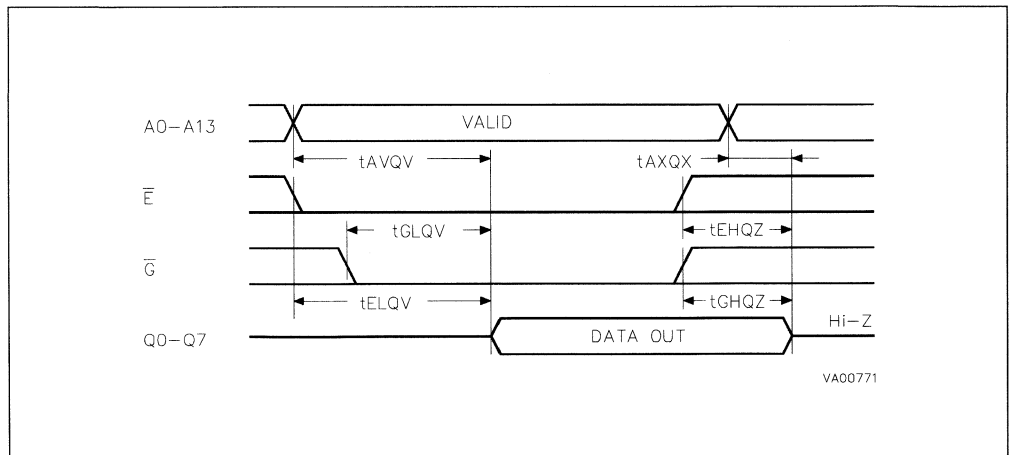 A0-A13
VALID
tAVQV
tAXQX
E̅
tGLQV
tEHQZ
G̅
tELQV
tGHQZ
Q0-Q7
DATA OUT
Hi-Z
VA00771